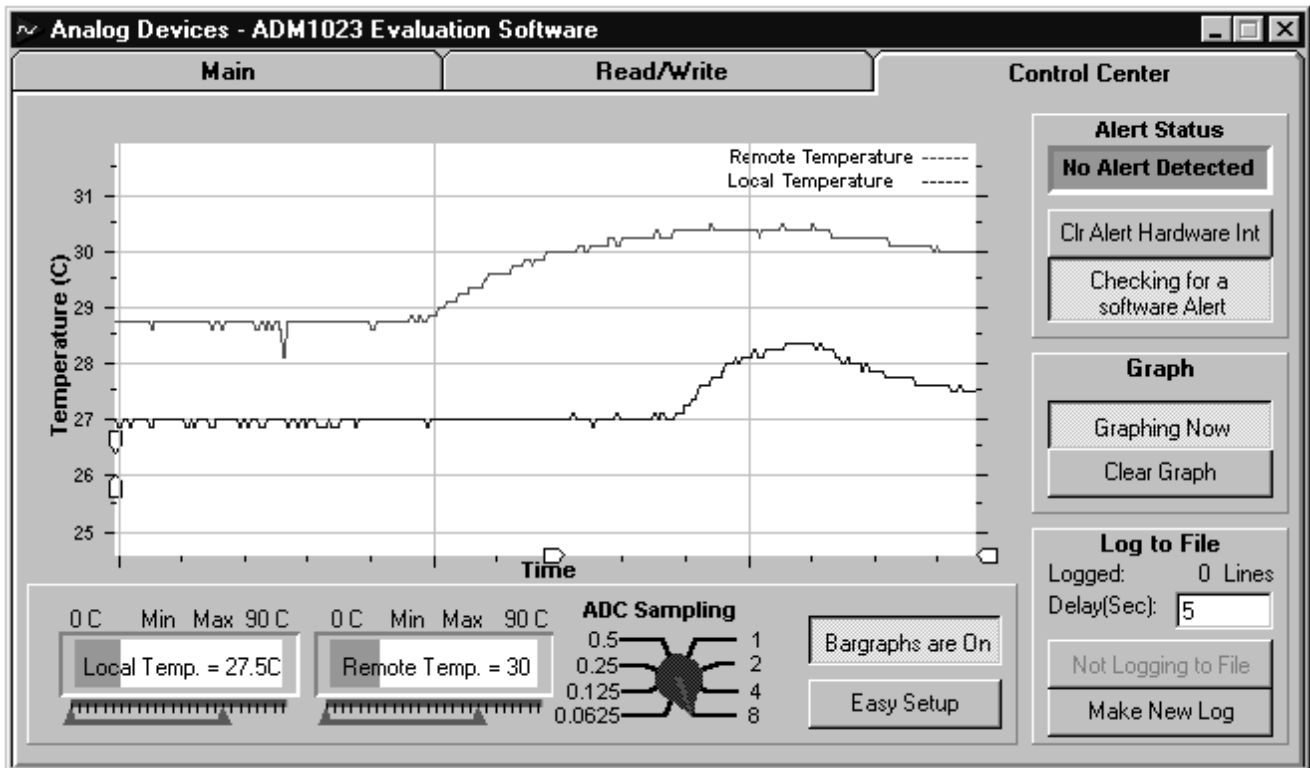 Analog Devices - ADM1023 Evaluation Software
Main
Read/Write
Control Center
Remote Temperature
Local Temperature
Temperature (C)
31
30
29
28
27
26
25
Time
Alert Status
No Alert Detected
Clr Alert Hardware Int
Checking for a
software Alert
Graph
Graphing Now
Clear Graph
Log to File
Logged: 0 Lines
Delay(Sec): 5
Not Logging to File
Make New Log
0 C Min Max 90 C
Local Temp. = 27.5C
0 C Min Max 90 C
Remote Temp. = 30
ADC Sampling
0.5 1
0.25 2
0.125 4
0.0625 8
Bargraphs are On
Easy Setup